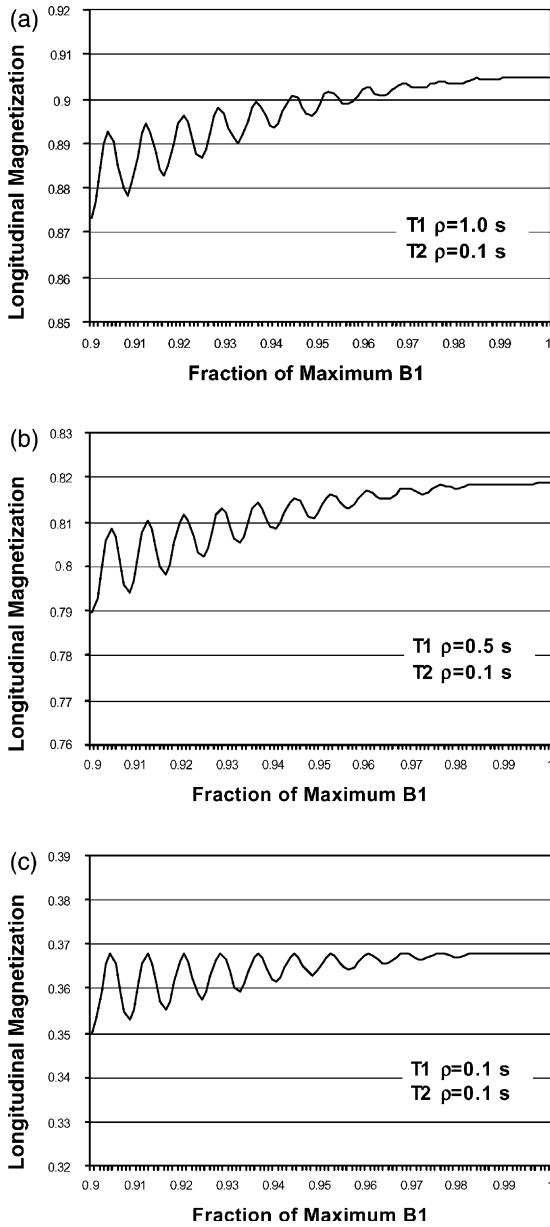 (a)
0.92
0.91
0.9
0.89
0.88
0.87
0.86
0.85
Longitudinal Magnetization
T1 ρ=1.0 s
T2 ρ=0.1 s
0.9 0.91 0.92 0.93 0.94 0.95 0.96 0.97 0.98 0.99 1
Fraction of Maximum B1
(b)
0.83
0.82
0.81
0.8
0.79
0.78
0.77
0.76
Longitudinal Magnetization
T1 ρ=0.5 s
T2 ρ=0.1 s
0.9 0.91 0.92 0.93 0.94 0.95 0.96 0.97 0.98 0.99 1
Fraction of Maximum B1
(c)
0.39
0.38
0.37
0.36
0.35
0.34
0.33
0.32
Longitudinal Magnetization
T1 ρ=0.1 s
T2 ρ=0.1 s
0.9 0.91 0.92 0.93 0.94 0.95 0.96 0.97 0.98 0.99 1
Fraction of Maximum B1